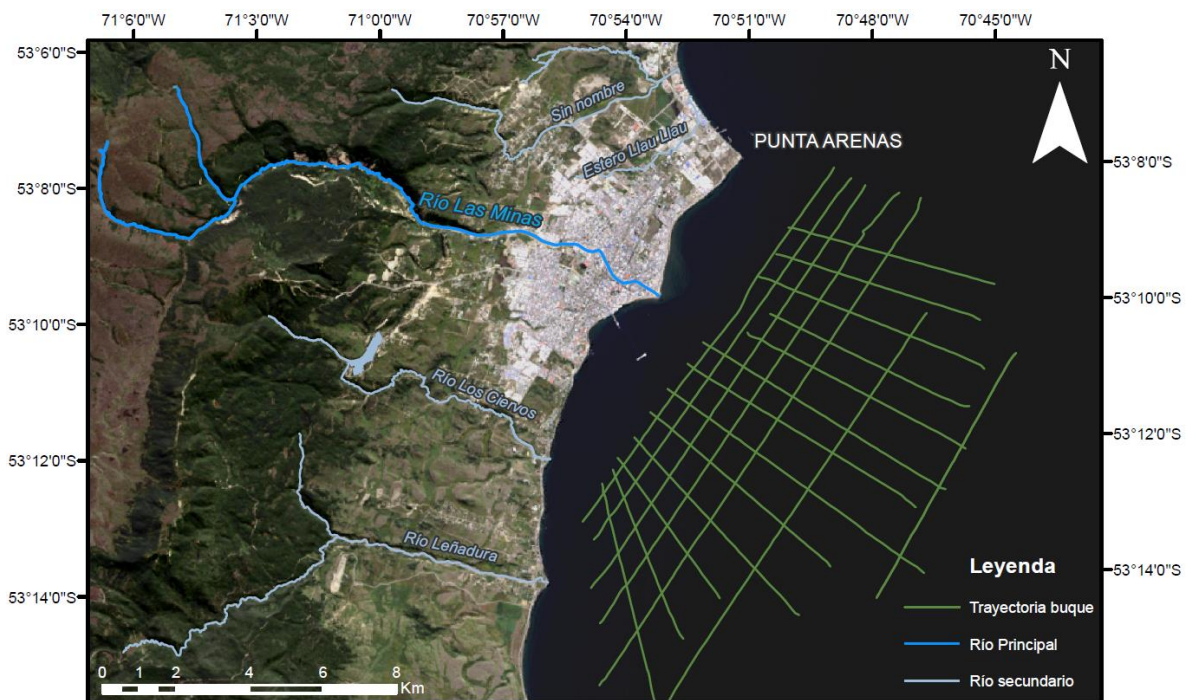 71°6'0"O 71°3'0"O 71°0'0"O 70°57'0"O 70°54'0"O 70°51'0"O 70°48'0"O 70°45'0"O
53°6'0"S
N
Sin nombre
PUNTA ARENAS
Estero Llau Llau
53°8'0"S
53°8'0"S
Río Las Minas
53°10'0"S
53°10'0"S
Río Los Ciervos
53°12'0"S
53°12'0"S
Río Leñadura
Leyenda
53°14'0"S
53°14'0"S
Trayectoria buque
Río Principal
Río secundario
0 1 2 4 6 8
Km